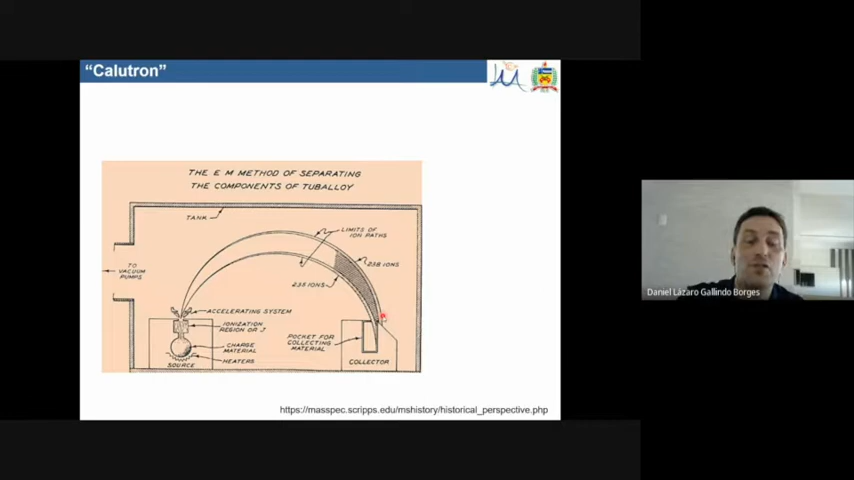 “Calutron”
THE E M METHOD OF SEPARATING
THE COMPONENTS OF TUBALLOY
TANK
LIMITS OF
ION PATHS
238 IONS
TO
VACUUM
PUMPS
235 IONS
ACCELERATING SYSTEM
IONIZATION
REGION OR J
CHARGE
MATERIAL
HEATERS
SOURCE
POCKET FOR
COLLECTING
MATERIAL
COLLECTOR
https://masspec.scripps.edu/mshistory/historical_perspective.php
Daniel Lázaro Gallindo Borges